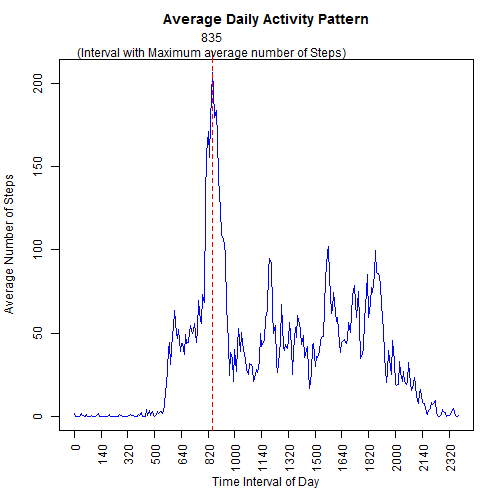 Average Daily Activity Pattern
835
(Interval with Maximum average number of Steps)
Average Number of Steps
200
150
100
50
0
0 140 320 500 640 820 1000 1140 1320 1500 1640 1820 2000 2140 2320
Time Interval of Day